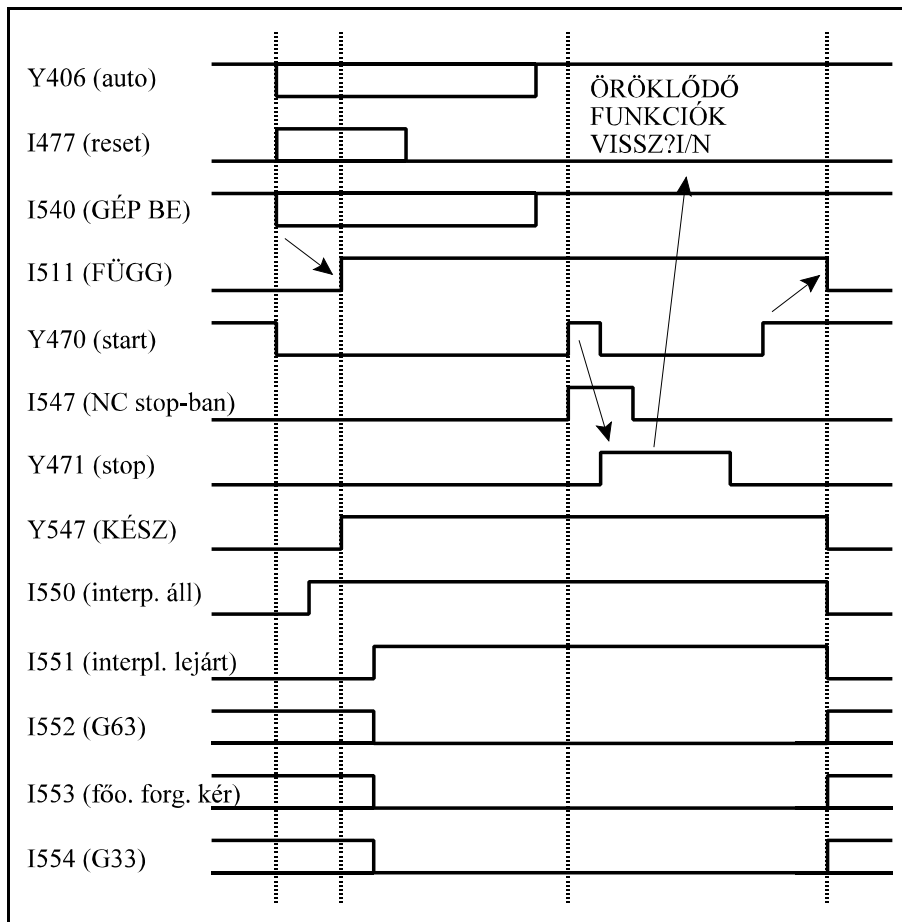 Y406 (auto)
ÖRÖKLŐDŐ
FUNKCIÓK
VISSZ?I/N
I477 (reset)
I540 (GÉP BE)
I511 (FÜGG)
Y470 (start)
I547 (NC stop-ban)
Y471 (stop)
Y547 (KÉSZ)
I550 (interp. áll)
I551 (interpl. lejárt)
I552 (G63)
I553 (főo. forg. kér)
I554 (G33)